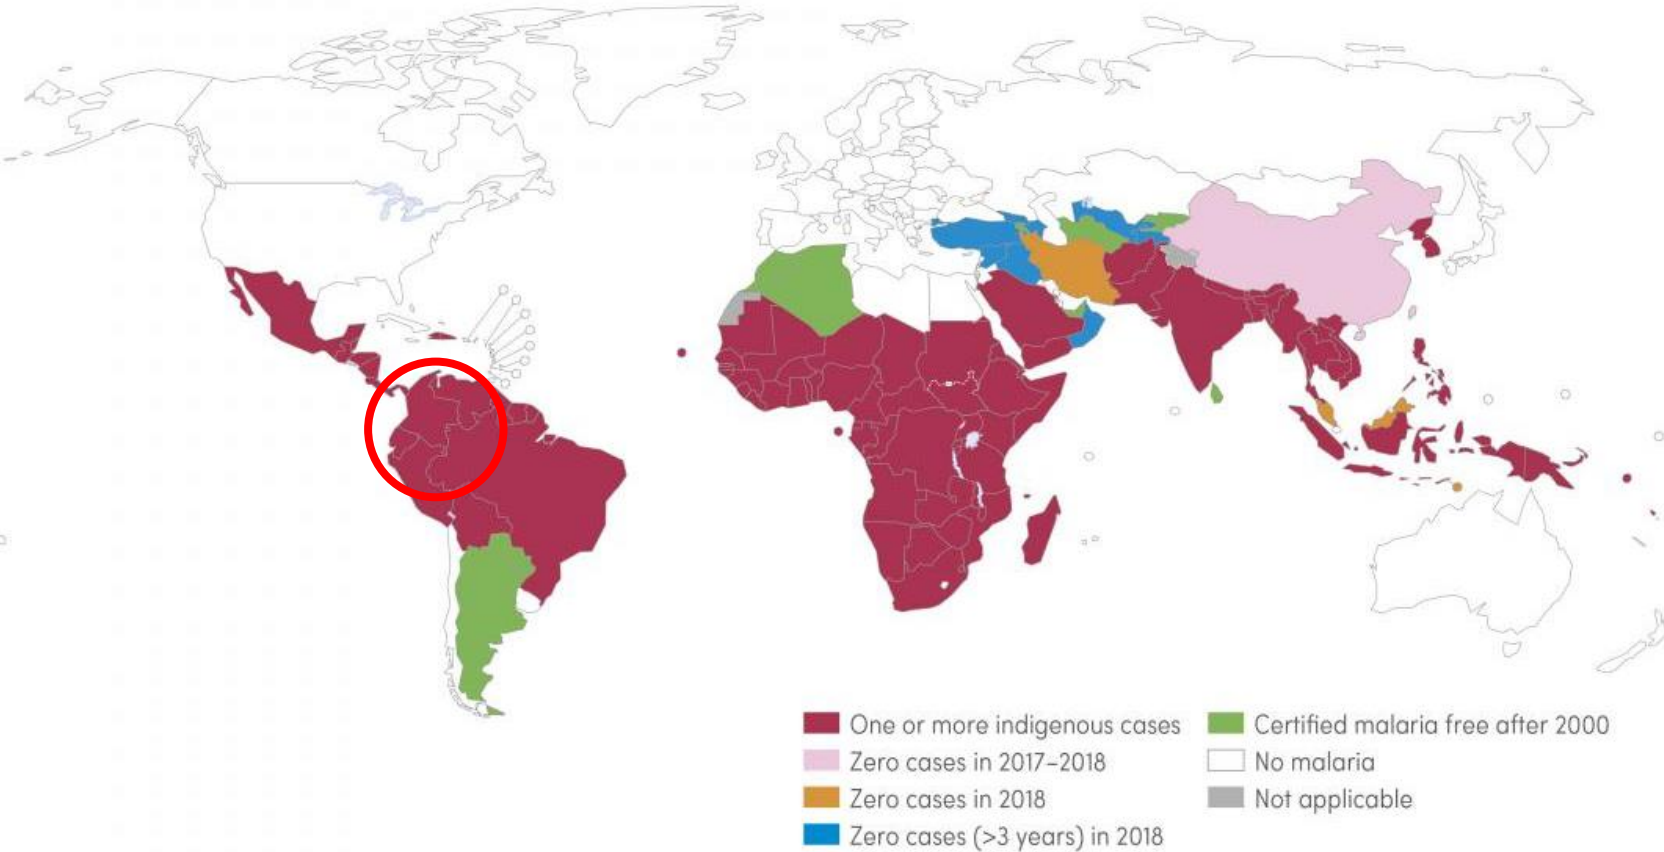 One or more indigenous cases
Zero cases in 2017–2018
Zero cases in 2018
Zero cases (>3 years) in 2018
Certified malaria free after 2000
No malaria
Not applicable